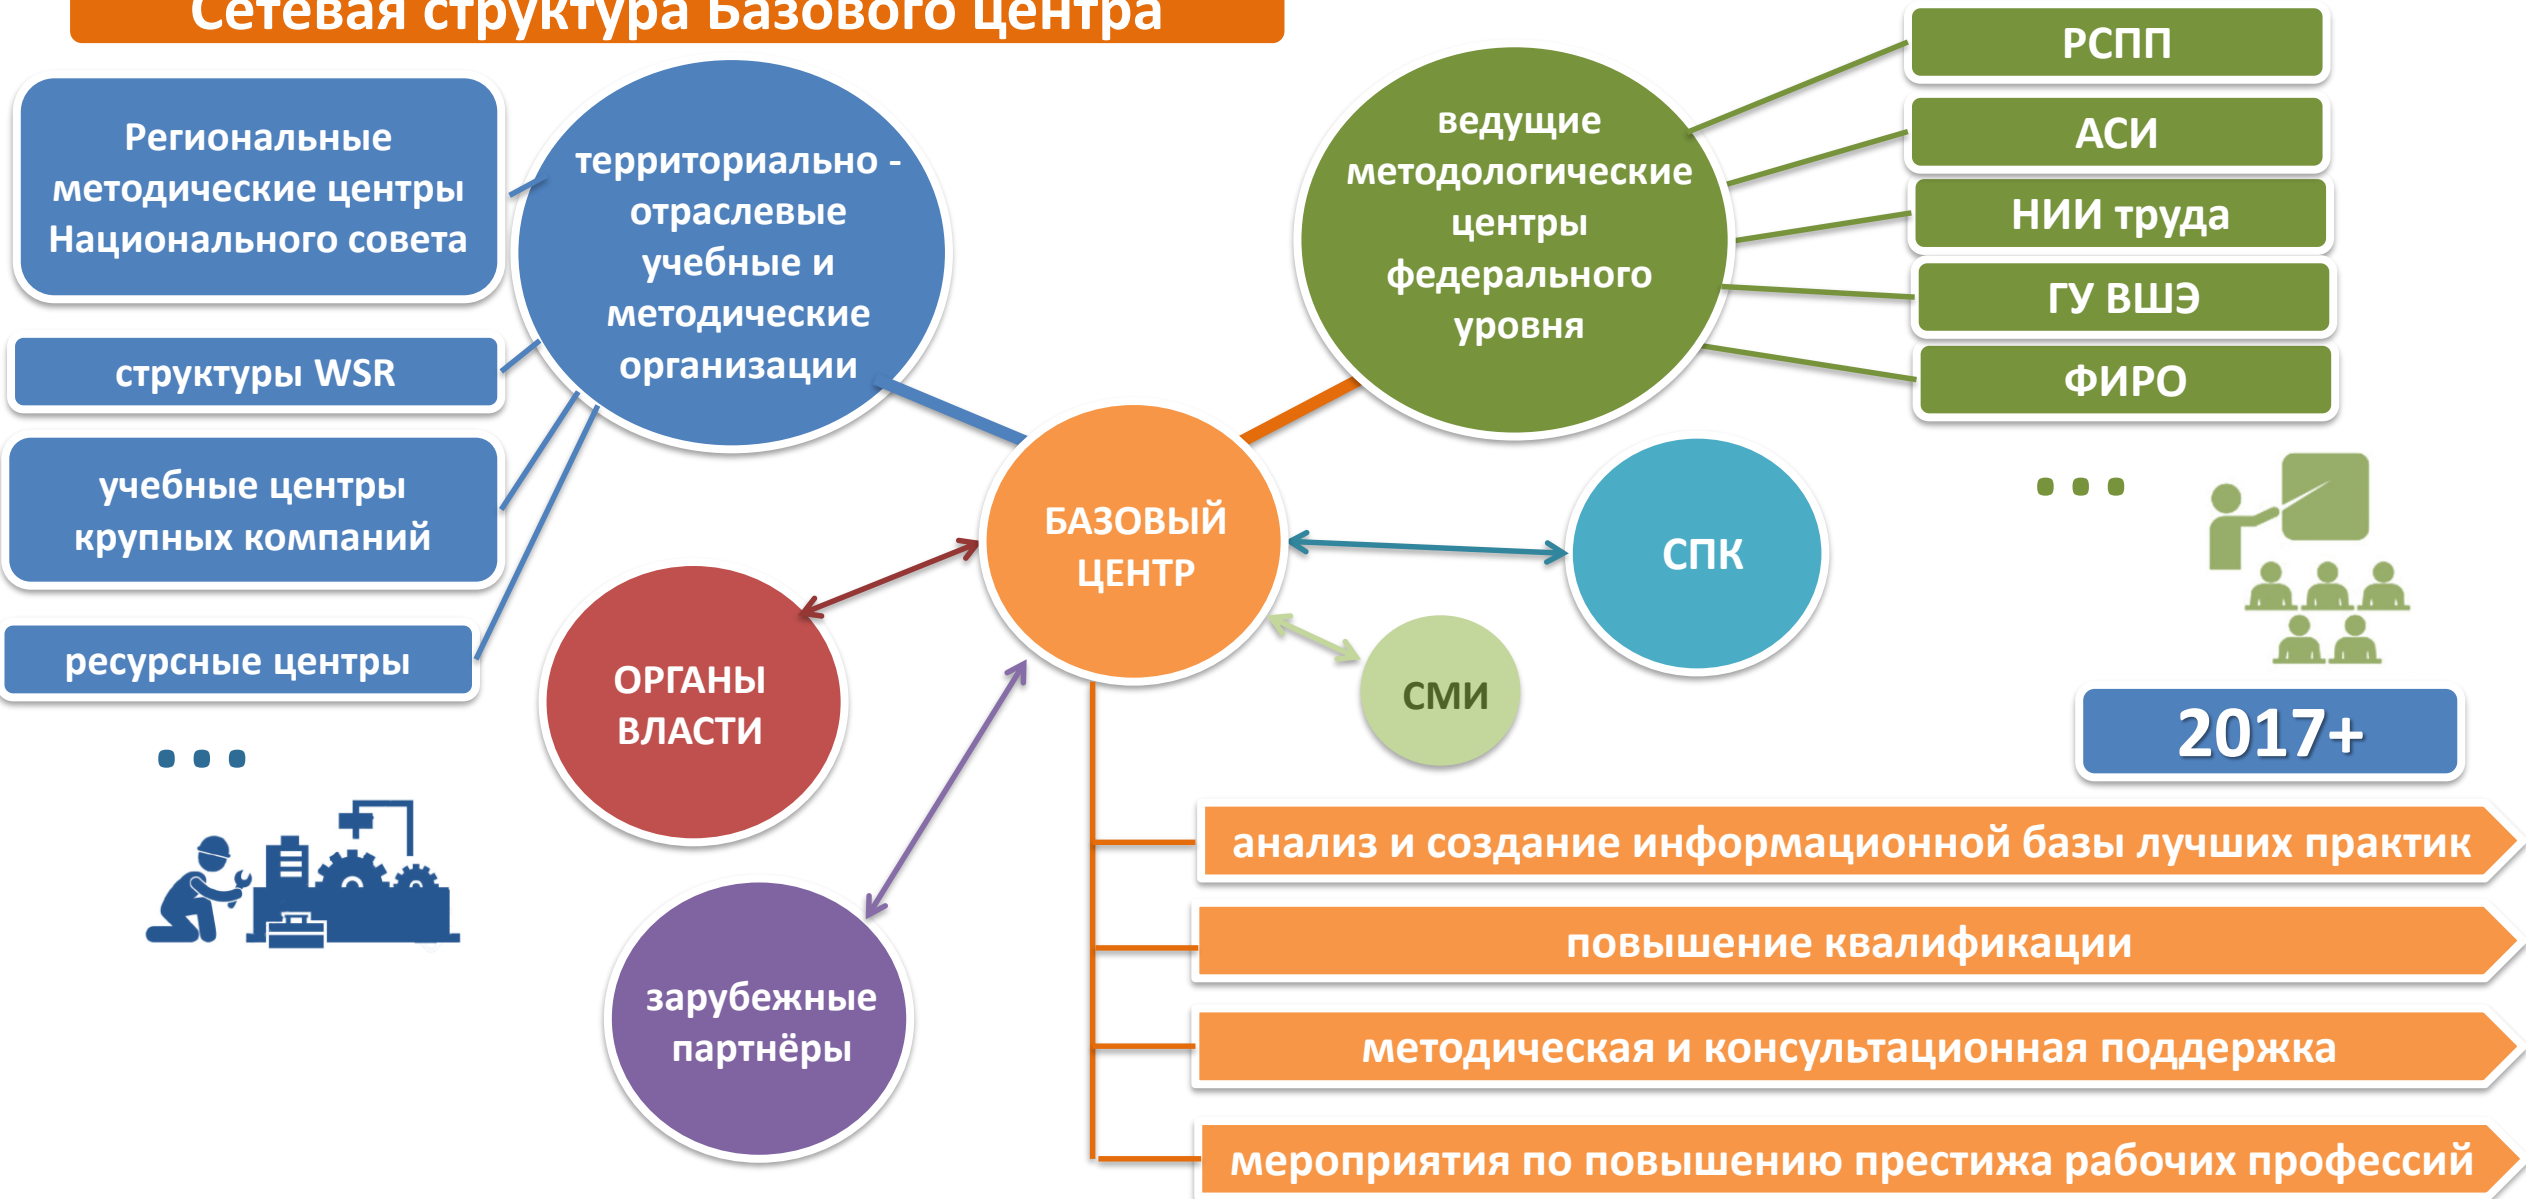 Сетевая структура Базового центра
Региональные
методические центры
Национального совета
структуры WSR
учебные центры
крупных компаний
ресурсные центры
...
территориально -
отраслевые
учебные и
методические
организации
ведущие
методологические
центры
федерального
уровня
РСПП
АСИ
НИИ труда
ГУ ВШЭ
ФИРО
...
БАЗОВЫЙ
ЦЕНТР
СПК
СМИ
ОРГАНЫ
ВЛАСТИ
зарубежные
партнёры
2017+
анализ и создание информационной базы лучших практик
повышение квалификации
методическая и консультационная поддержка
мероприятия по повышению престижа рабочих профессий